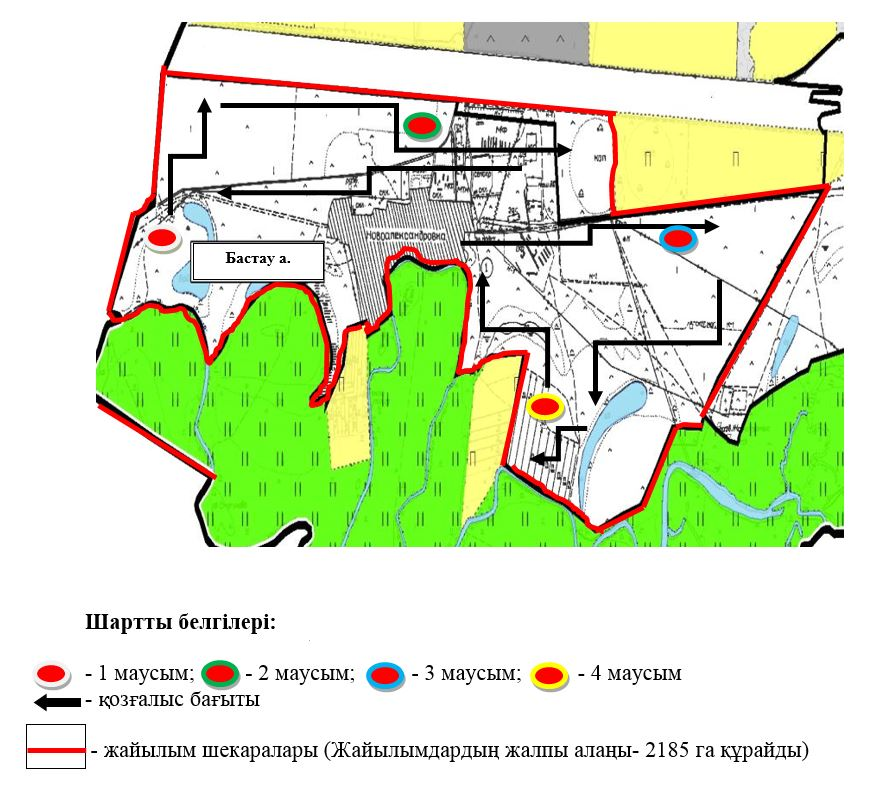 Новоалександровка
Бастау а.
Шартты белгілері:
- 1 маусым; - 2 маусым; - 3 маусым; - 4 маусым
- қозғалыс бағыты
- жайылым шекаралары (Жайылымдардың жалпы алаңы- 2185 га құрайды)